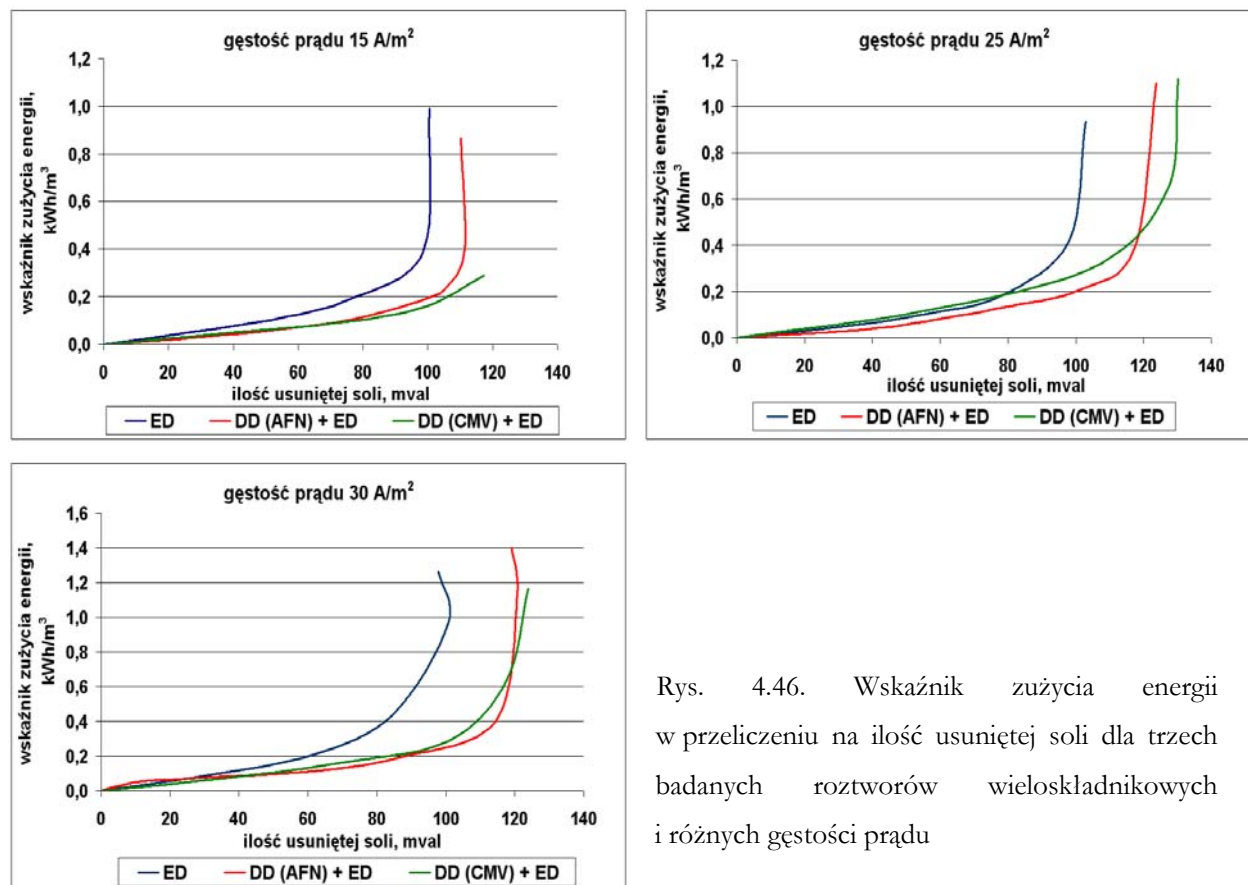 gęstość prądu 15 A/m²
wskaźnik zużycia energii,
kWh/m³
1,2
1,0
0,8
0,6
0,4
0,2
0,0
0 20 40 60 80 100 120 140
ilość usuniętej soli, mval
ED DD (AFN) + ED DD (CMV) + ED
gęstość prądu 25 A/m²
wskaźnik zużycia energii,
kWh/m³
1,2
1,0
0,8
0,6
0,4
0,2
0,0
0 20 40 60 80 100 120 140
ilość usuniętej soli, mval
ED DD (AFN) + ED DD (CMV) + ED
gęstość prądu 30 A/m²
wskaźnik zużycia energii,
kWh/m³
1,6
1,4
1,2
1,0
0,8
0,6
0,4
0,2
0,0
0 20 40 60 80 100 120 140
ilość usuniętej soli, mval
ED DD (AFN) + ED DD (CMV) + ED
Rys. 4.46. Wskaźnik zużycia energii
w przeliczeniu na ilość usuniętej soli dla trzech
badanych roztworów wieloskładnikowych
i różnych gęstości prądu